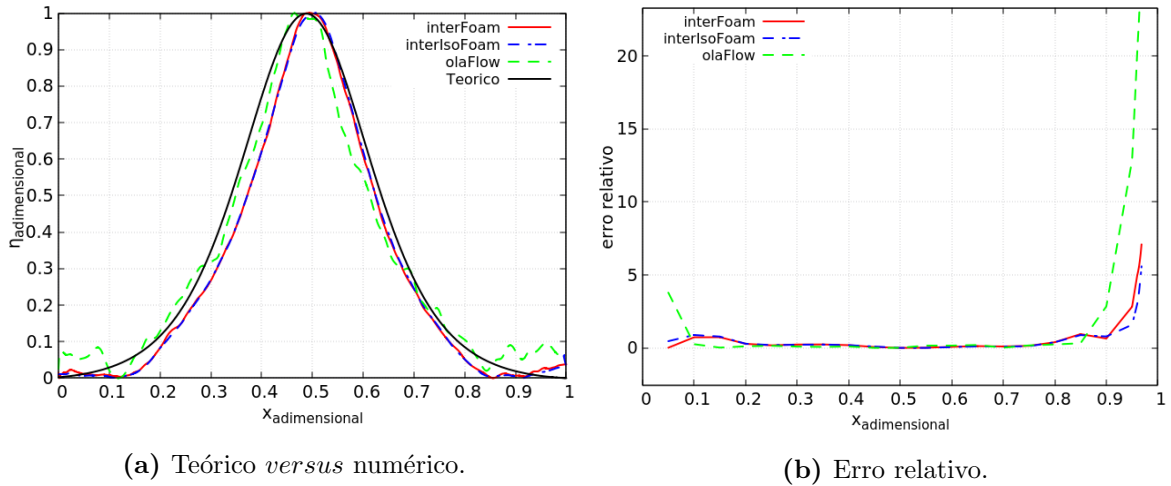 1
0.9
0.8
0.7
0.6
0.5
0.4
0.3
0.2
0.1
0
ηadimensional
interFoam
interIsoFoam
olaFlow
Teorico
0 0.1 0.2 0.3 0.4 0.5 0.6 0.7 0.8 0.9 1
xadimensional
(a) Teórico versus numérico.
20
15
10
5
0
erro relativo
interFoam
interIsoFoam
olaFlow
0 0.1 0.2 0.3 0.4 0.5 0.6 0.7 0.8 0.9 1
xadimensional
(b) Erro relativo.